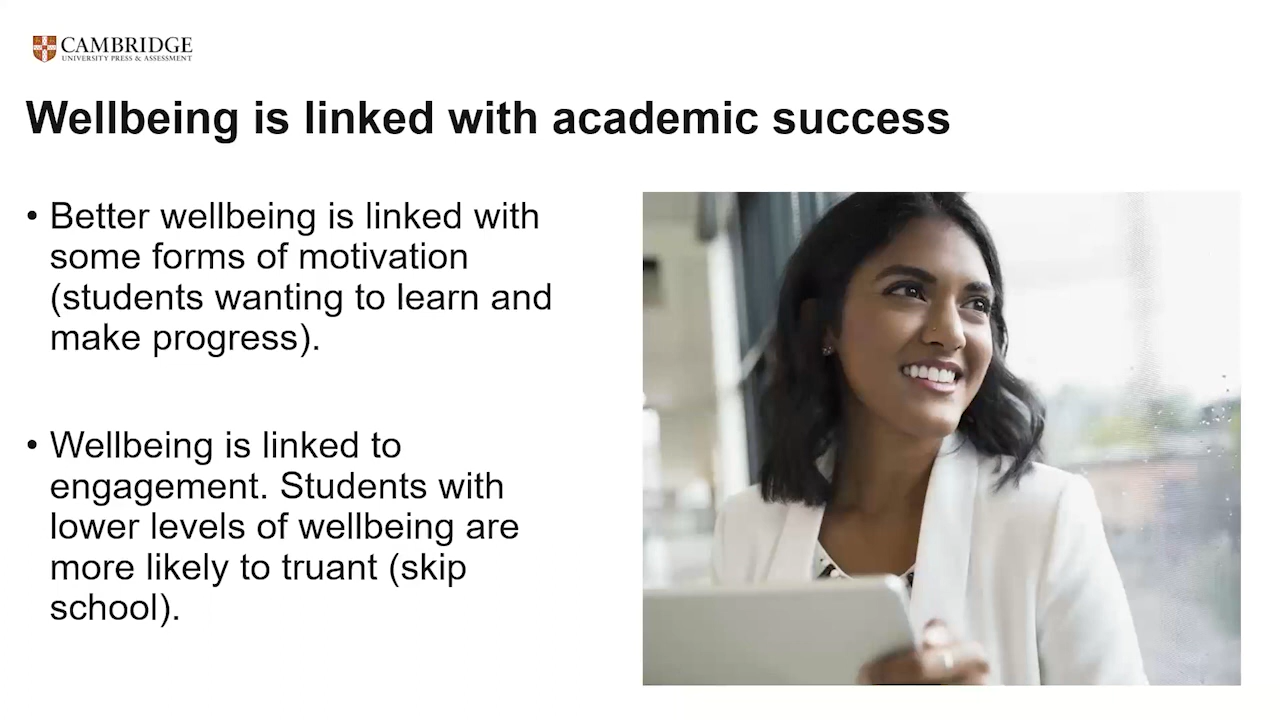 CAMBRIDGE
UNIVERSITY PRESS & ASSESSMENT
Wellbeing is linked with academic success
• Better wellbeing is linked with
some forms of motivation
(students wanting to learn and
make progress).
• Wellbeing is linked to
engagement. Students with
lower levels of wellbeing are
more likely to truant (skip
school).